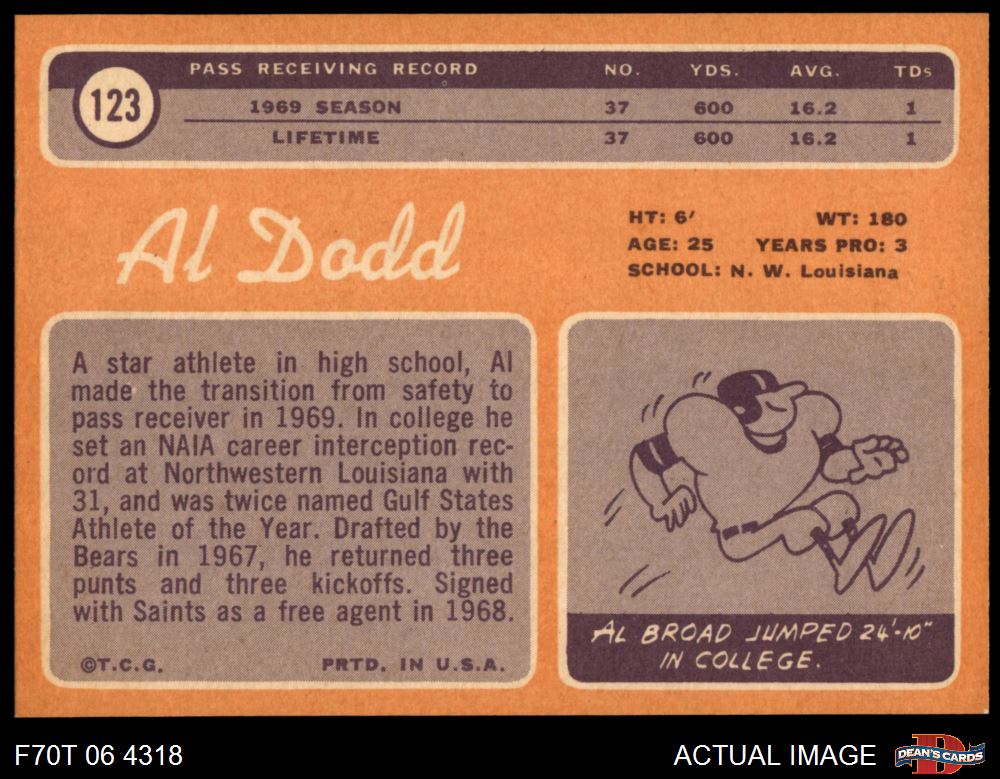 PASS RECEIVING RECORD NO. YDS. AVG. TDs
123
1969 SEASON 37 600 16.2 1
LIFETIME 37 600 16.2 1
Al Dodd
HT: 6' WT: 180
AGE: 25 YEARS PRO: 3
SCHOOL: N. W. Louisiana
A star athlete in high school, Al
made the transition from safety to
pass receiver in 1969. In college he
set an NAIA career interception rec-
ord at Northwestern Louisiana with
31, and was twice named Gulf States
Athlete of the Year. Drafted by the
Bears in 1967, he returned three
punts and three kickoffs. Signed
with Saints as a free agent in 1968.
©T.C.G. PRTD. IN U.S.A.
AL BROAD JUMPED 24'-10"
IN COLLEGE.
F70T 06 4318
ACTUAL IMAGE
D
DEAN'S CARDS